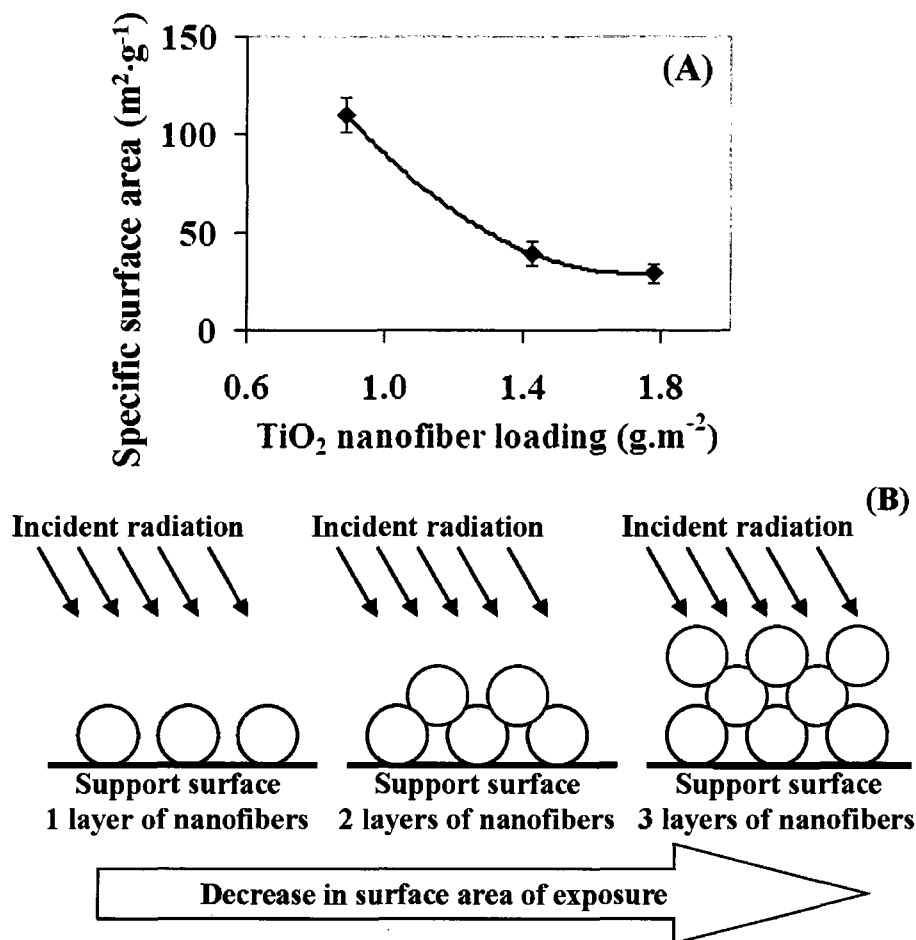 (A)
Specific surface area (m²·g⁻¹)
150
100
50
0
0.6 1.0 1.4 1.8
TiO₂ nanofiber loading (g.m⁻²)
(B)
Incident radiation Incident radiation Incident radiation
Support surface Support surface Support surface
1 layer of nanofibers 2 layers of nanofibers 3 layers of nanofibers
Decrease in surface area of exposure